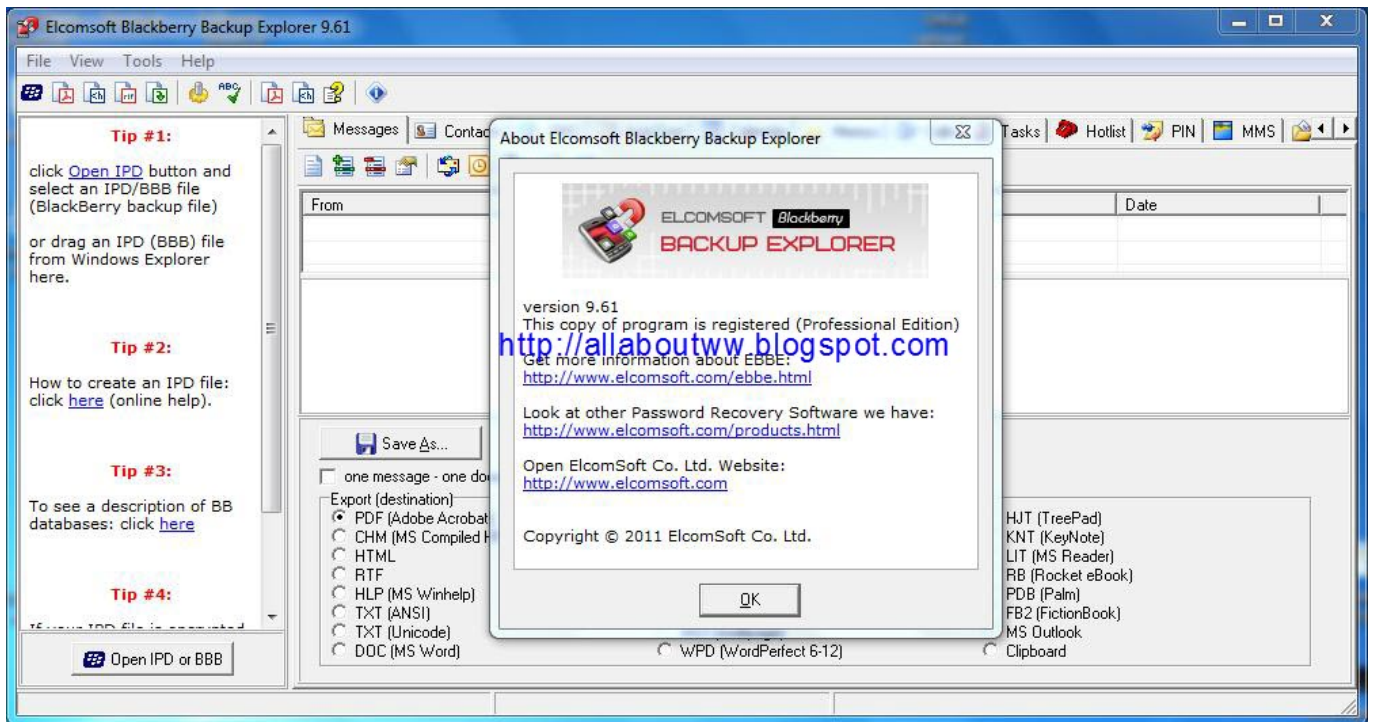 Elcomsoft Blackberry Backup Explorer 9.61
File View Tools Help
Tip #1:
click Open IPD button and
select an IPD/BBB file
(BlackBerry backup file)
or drag an IPD (BBB) file
from Windows Explorer
here.
Tip #2:
How to create an IPD file:
click here (online help).
Tip #3:
To see a description of BB
databases: click here
Tip #4:
Open IPD or BBB
Messages
Tasks
Hotlist
PIN
MMS
From
Date
Save As...
one message - one
Export (destination)
PDF (Adobe Acrobat
CHM (MS Compiled
HTML
RTF
HLP (MS Winhelp)
TXT (ANSI)
TXT (Unicode)
DOC (MS Word)
WPD (WordPerfect 6-12)
HJT (TreePad)
KNT (KeyNote)
LIT (MS Reader)
RB (Rocket eBook)
PDB (Palm)
FB2 (FictionBook)
MS Outlook
Clipboard
About Elcomsoft Blackberry Backup Explorer
ELCOMSOFT Blackberry
BACKUP EXPLORER
version 9.61
This copy of program is registered (Professional Edition)
http://allaboutww.blogspot.com
Get more information about EBBE:
http://www.elcomsoft.com/ebbe.html
Look at other Password Recovery Software we have:
http://www.elcomsoft.com/products.html
Open ElcomSoft Co. Ltd. Website:
http://www.elcomsoft.com
Copyright © 2011 ElcomSoft Co. Ltd.
OK